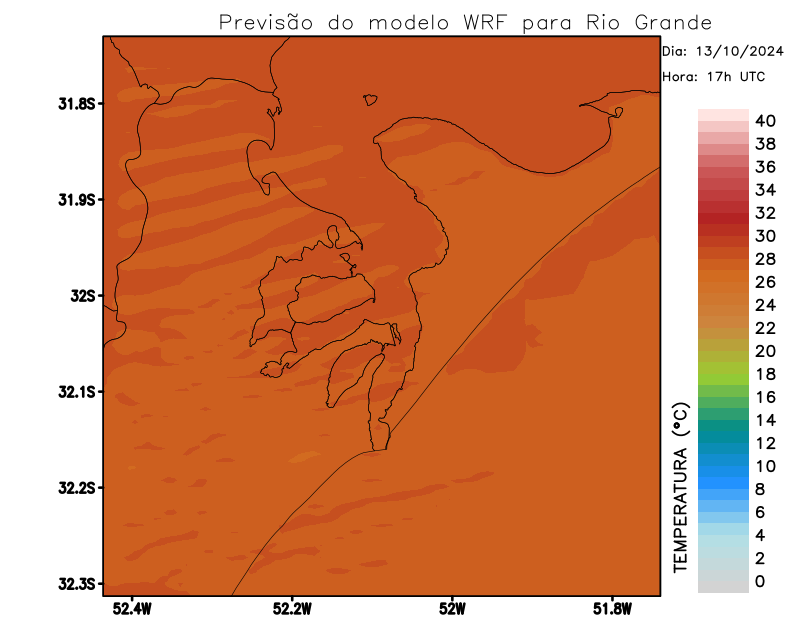 Previsão do modelo WRF para Rio Grande
Dia: 13/10/2024
Hora: 17h UTC
31.8S
31.9S
32S
32.1S
32.2S
32.3S
52.4W
52.2W
52W
51.8W
TEMPERATURA (°C)
40
38
36
34
32
30
28
26
24
22
20
18
16
14
12
10
8
6
4
2
0